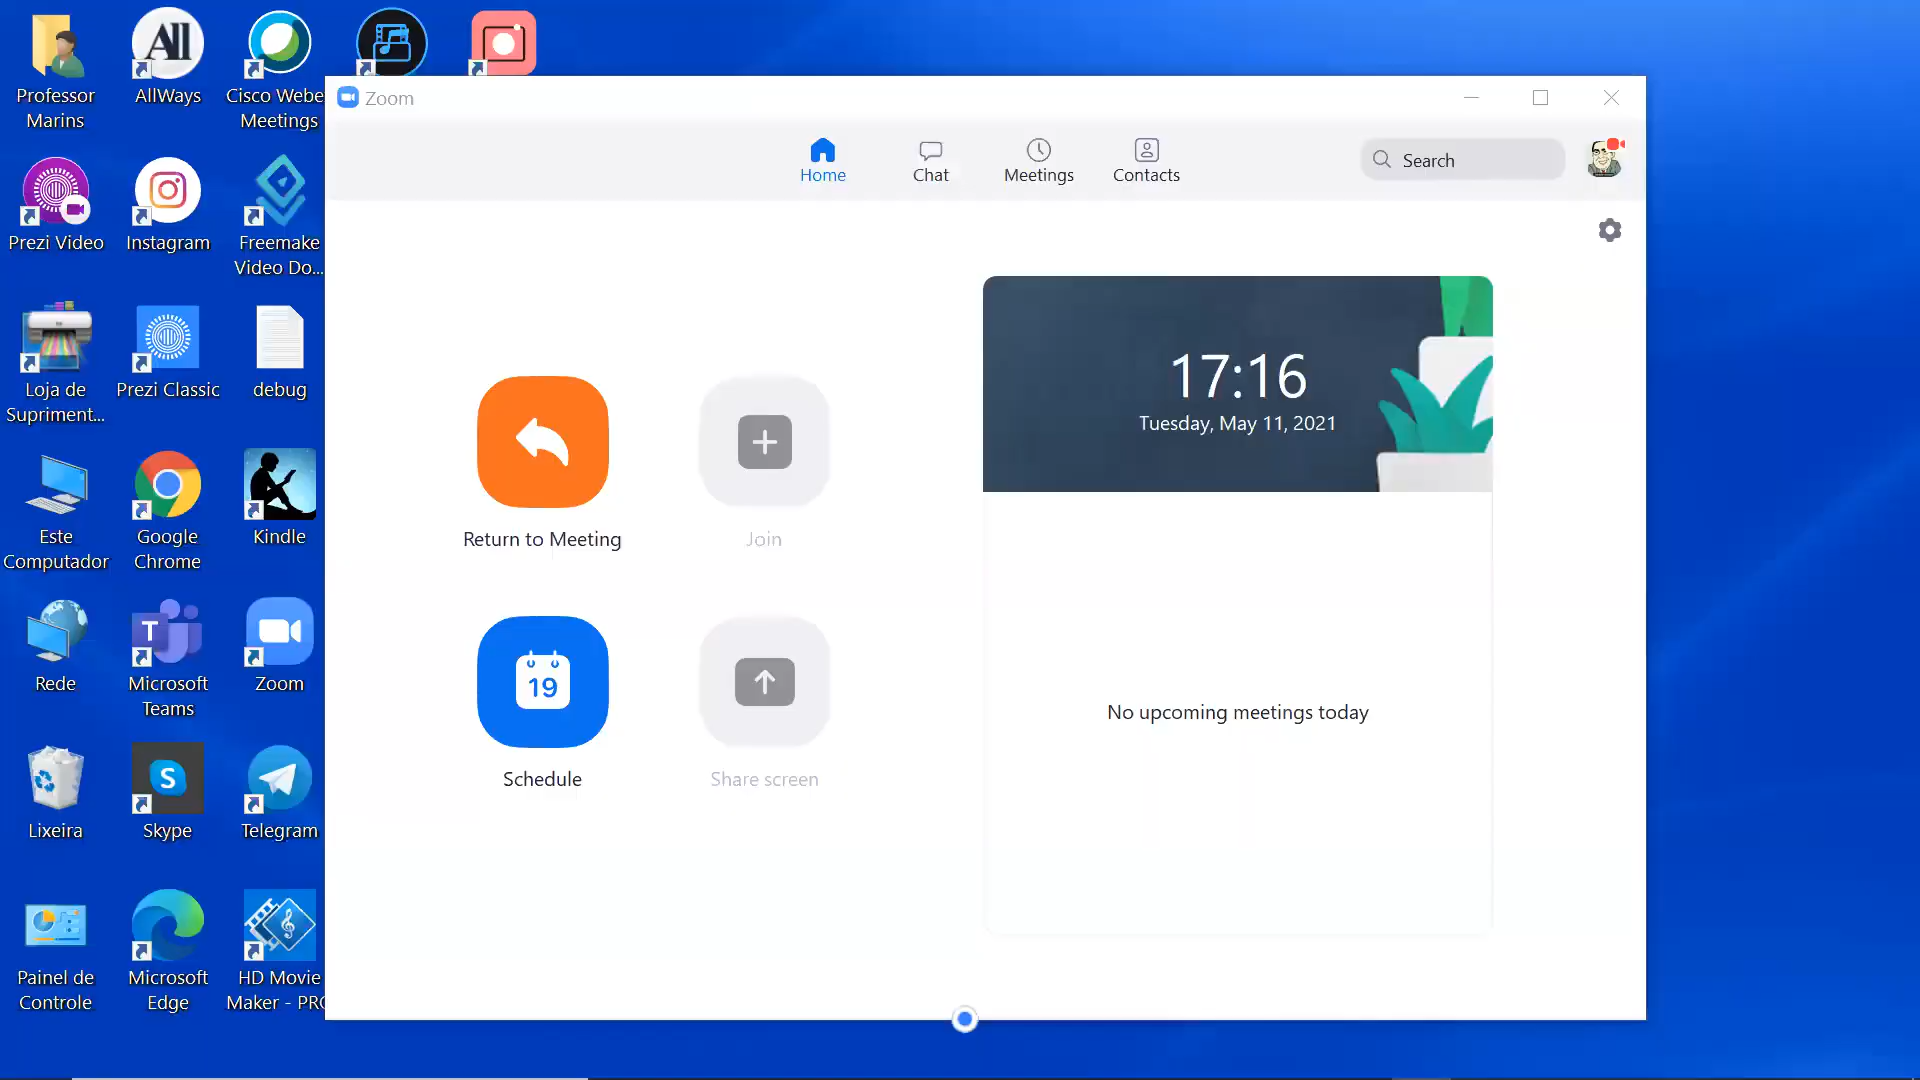 Professor
Marins
AllWays
All
Cisco Webe
Meetings
Prezi Video
Instagram
Freemake
Video Do...
Loja de
Supriment...
Prezi Classic
debug
Este
Computador
Google
Chrome
Kindle
Rede
T
Microsoft
Teams
Zoom
Lixeira
S
Skype
Telegram
Painel de
Controle
Microsoft
Edge
HD Movie
Maker - PRO
Zoom
Home
Chat
Meetings
Contacts
Search
Return to Meeting
Join
19
Schedule
Share screen
17:16
Tuesday, May 11, 2021
No upcoming meetings today